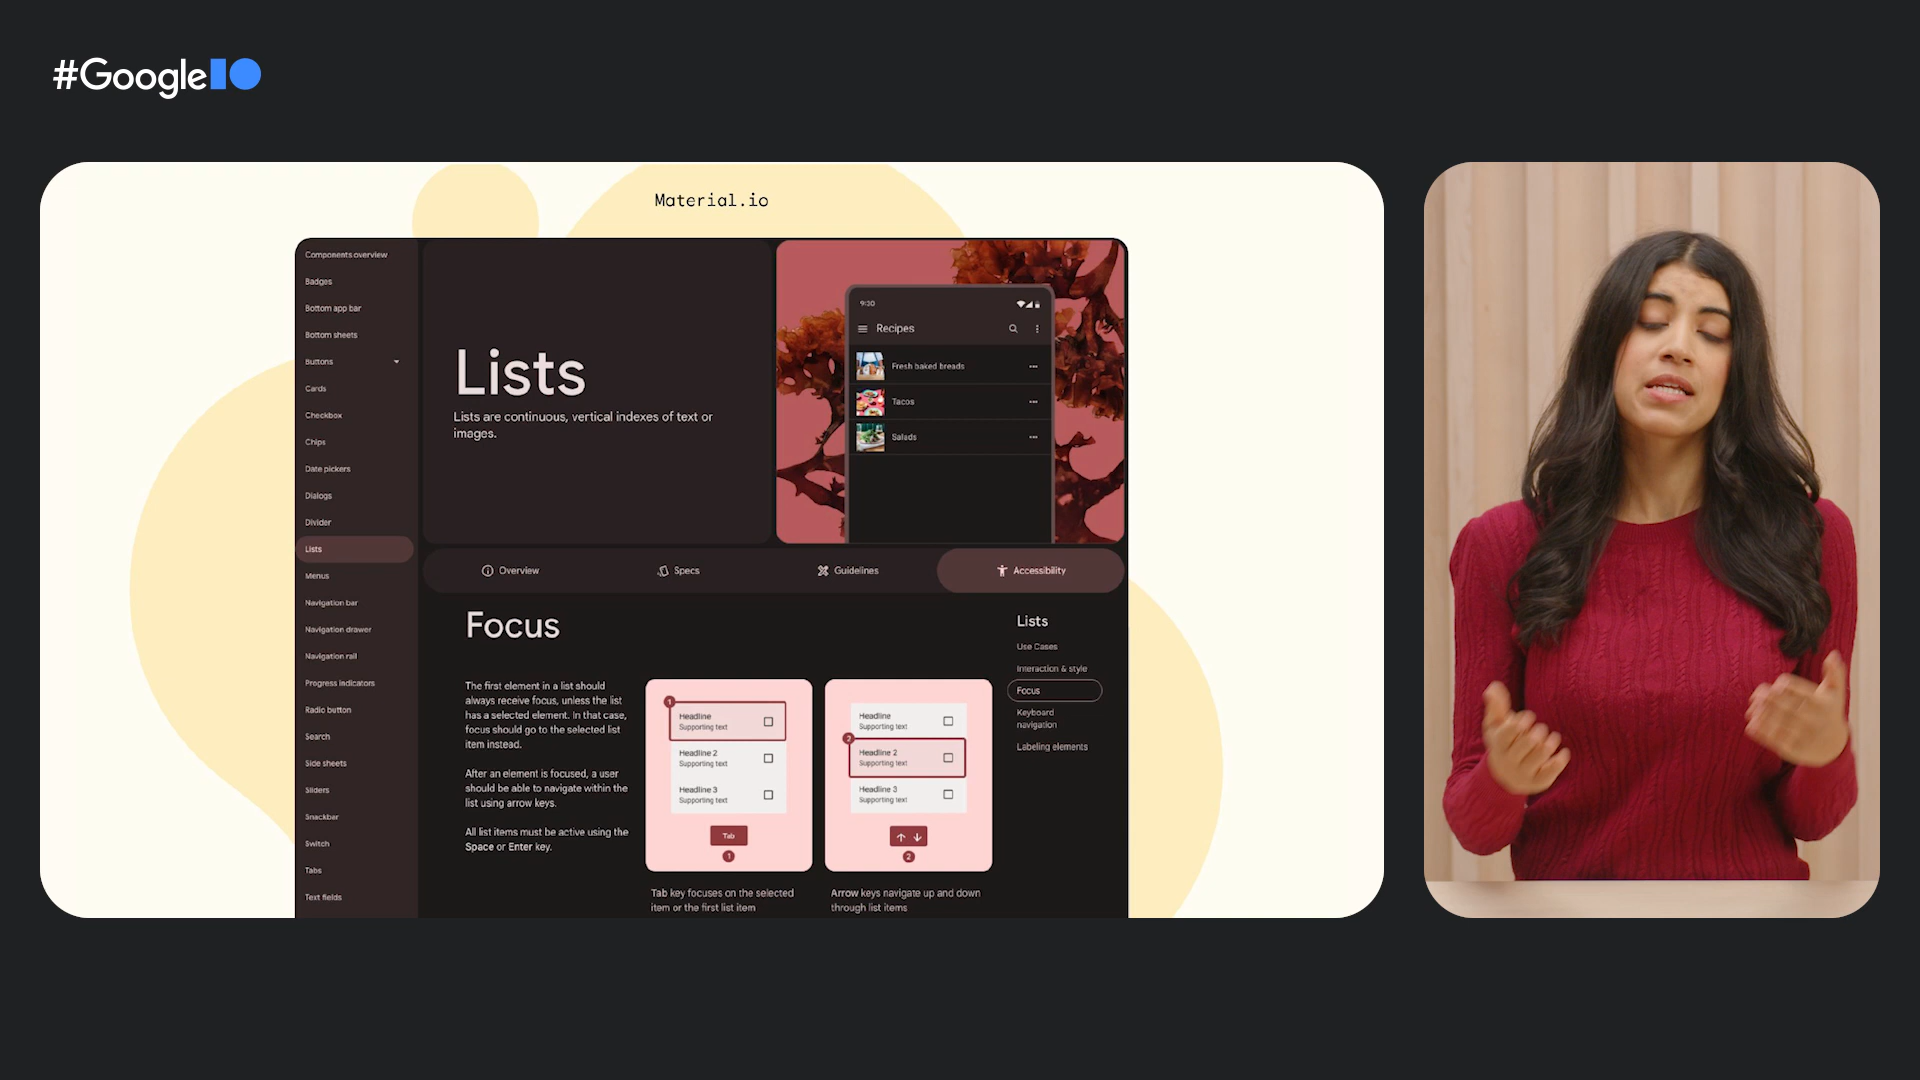 #GoogleIO
Material.io
Components overview
Badges
Bottom app bar
Bottom sheets
Buttons
Cards
Checkbox
Chips
Date pickers
Dialogs
Divider
Lists
Menus
Navigation bar
Navigation drawer
Navigation rail
Progress indicators
Radio button
Search
Side sheets
Sliders
Snackbar
Switch
Tabs
Text fields
Lists
Lists are continuous, vertical indexes of text or
images.
9:30
Recipes
Fresh baked breads
Tacos
Salads
Overview
Specs
Guidelines
Accessibility
Focus
The first element in a list should
always receive focus, unless the list
has a selected element. In that case,
focus should go to the selected list
item instead.
After an element is focused, a user
should be able to navigate within the
list using arrow keys.
All list items must be active using the
Space or Enter key.
1
Headline
Supporting text
Headline 2
Supporting text
Headline 3
Supporting text
Tab
1
Tab key focuses on the selected
item or the first list item
Headline
Supporting text
2
Headline 2
Supporting text
Headline 3
Supporting text
2
Arrow keys navigate up and down
through list items
Lists
Use Cases
Interaction & style
Focus
Keyboard
navigation
Labeling elements